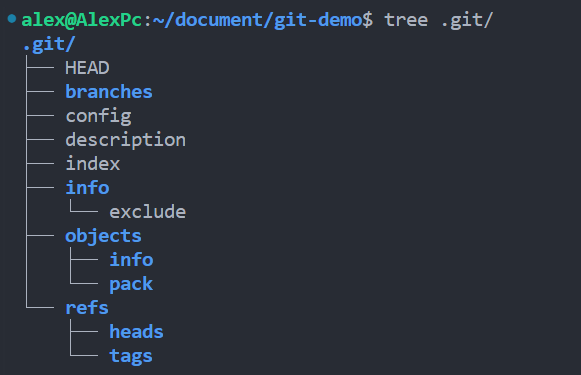 alex@AlexPc:~/document/git-demo$ tree .git/
.git/
├── HEAD
├── branches
├── config
├── description
├── index
├── info
│   └── exclude
├── objects
│   ├── info
│   └── pack
└── refs
    ├── heads
    └── tags